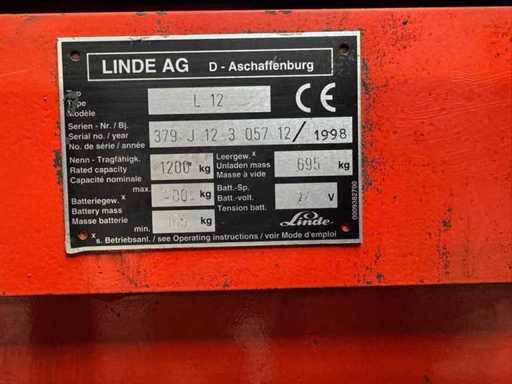 LINDE AG D - Aschaffenburg
Typ
Type L 12 CE
Modèle
Serien - Nr. / Bj.
Serial no. / year 379 J 12 3 057 12 / 1998
No. de série / année
Nenn - Tragfähigk. Leergew. x
Rated capacity 1200 kg Unladen mass 695 kg
Capacité nominale Masse à vide
max. kg Batt.-Sp.
Batteriegew. x Batt.-volt. V
Battery mass Tension batt.
Masse batterie min. kg Linde
x s. Betriebsanl. / see Operating instructions / voir Mode d'emploi
0009382700